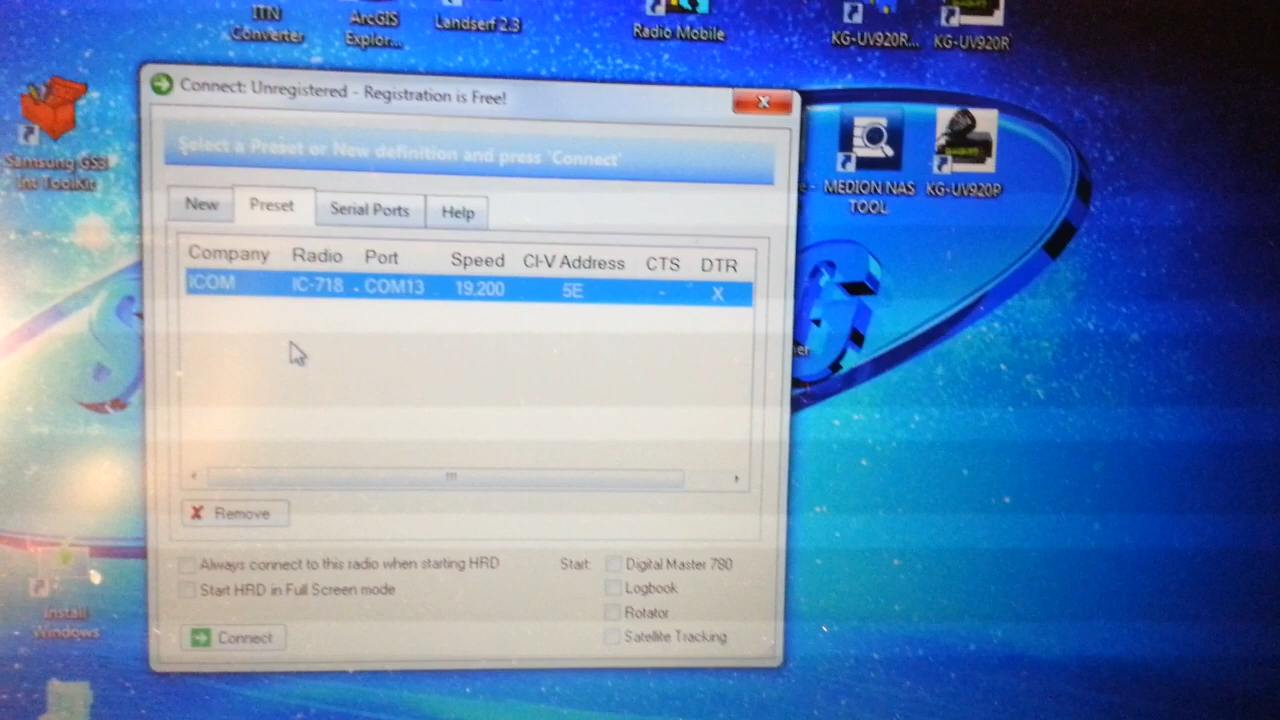 ITN
Converter
ArcGIS
Explor...
Landserf 2.3
Radio Mobile
KG-UV920R...
KG-UV920R
Samsung GS3
Int ToolKit
MEDION NAS
TOOL
KG-UV920P
Connect: Unregistered - Registration is Free!
Select a Preset or New definition and press 'Connect'
New Preset Serial Ports Help
Company Radio Port Speed CI-V Address CTS DTR
ICOM IC-718 COM13 19,200 5E - X
X Remove
Always connect to this radio when starting HRD
Start HRD in Full Screen mode
Start: Digital Master 780
Logbook
Rotator
Satellite Tracking
Connect
Install
Windows